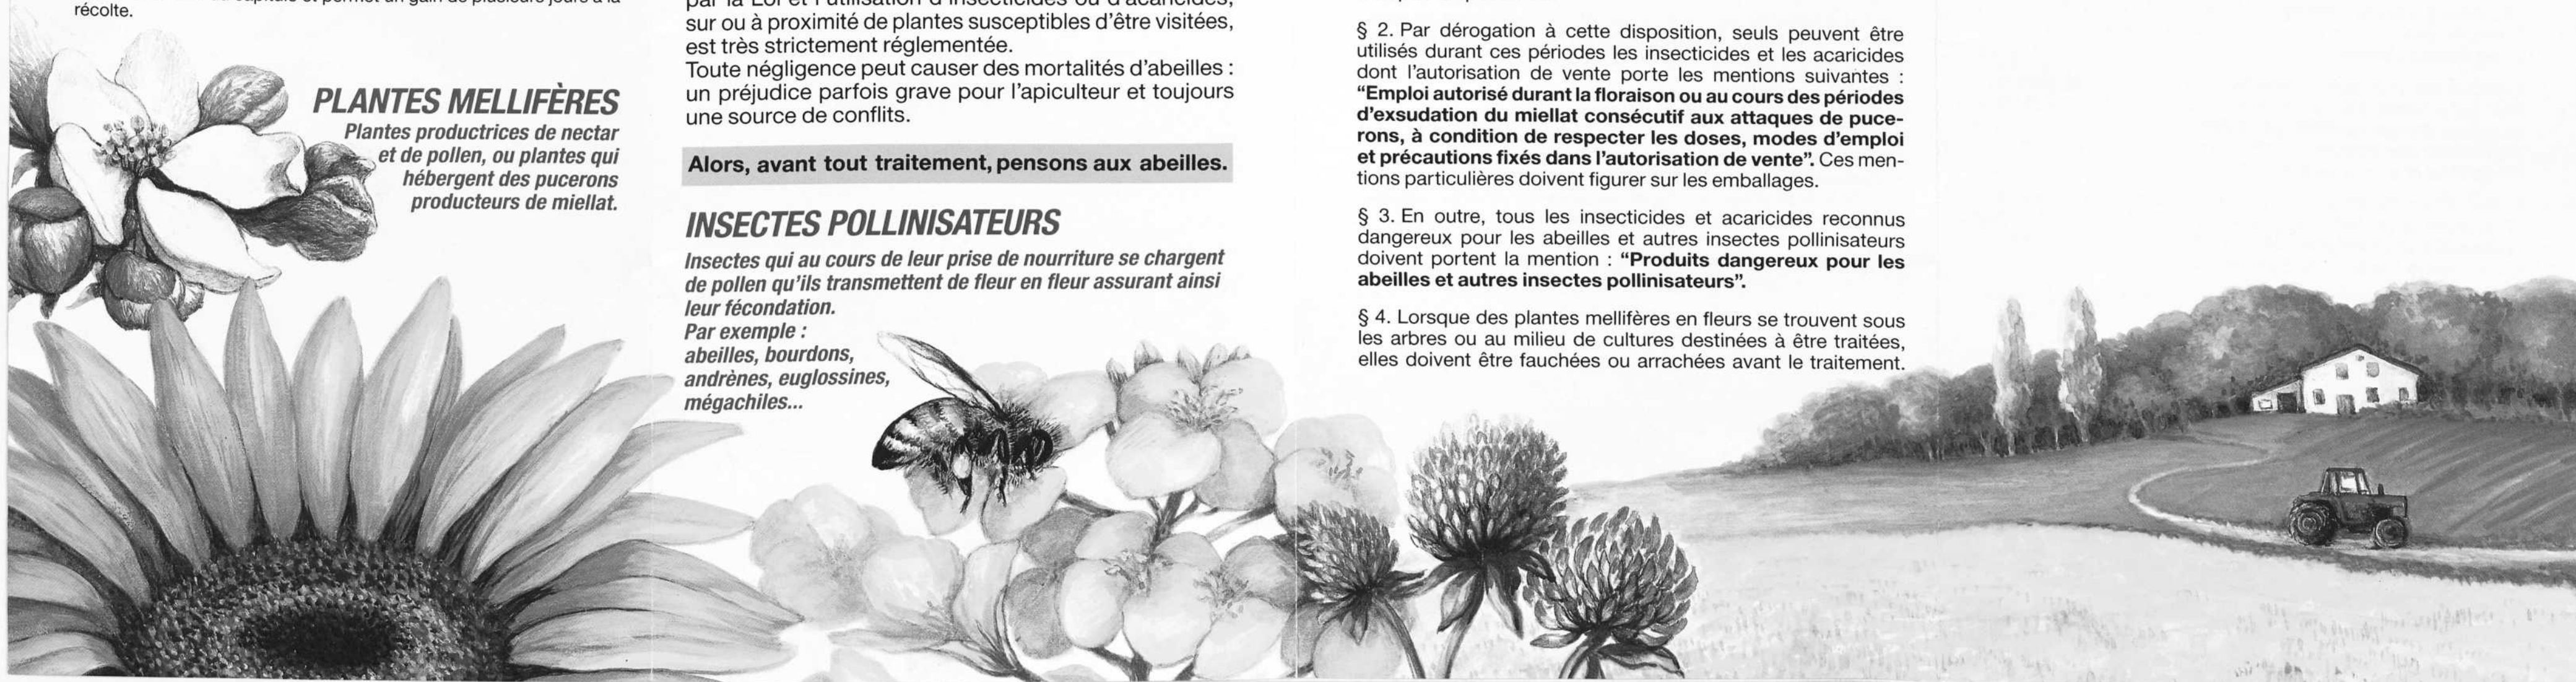 récolte.
PLANTES MELLIFÈRES
Plantes productrices de nectar
et de pollen, ou plantes qui
hébergent des pucerons
producteurs de miellat.
sur ou à proximité de plantes susceptibles d'être visitées,
est très strictement réglementée.
Toute négligence peut causer des mortalités d'abeilles :
un préjudice parfois grave pour l'apiculteur et toujours
une source de conflits.
Alors, avant tout traitement, pensons aux abeilles.
INSECTES POLLINISATEURS
Insectes qui au cours de leur prise de nourriture se chargent
de pollen qu'ils transmettent de fleur en fleur assurant ainsi
leur fécondation.
Par exemple :
abeilles, bourdons,
andrènes, euglossines,
mégachiles...
§ 2. Par dérogation à cette disposition, seuls peuvent être
utilisés durant ces périodes les insecticides et les acaricides
dont l'autorisation de vente porte les mentions suivantes :
“Emploi autorisé durant la floraison ou au cours des périodes
d'exsudation du miellat consécutif aux attaques de puce-
rons, à condition de respecter les doses, modes d'emploi
et précautions fixés dans l'autorisation de vente”. Ces men-
tions particulières doivent figurer sur les emballages.
§ 3. En outre, tous les insecticides et acaricides reconnus
dangereux pour les abeilles et autres insectes pollinisateurs
doivent portent la mention : “Produits dangereux pour les
abeilles et autres insectes pollinisateurs”.
§ 4. Lorsque des plantes mellifères en fleurs se trouvent sous
les arbres ou au milieu de cultures destinées à être traitées,
elles doivent être fauchées ou arrachées avant le traitement.